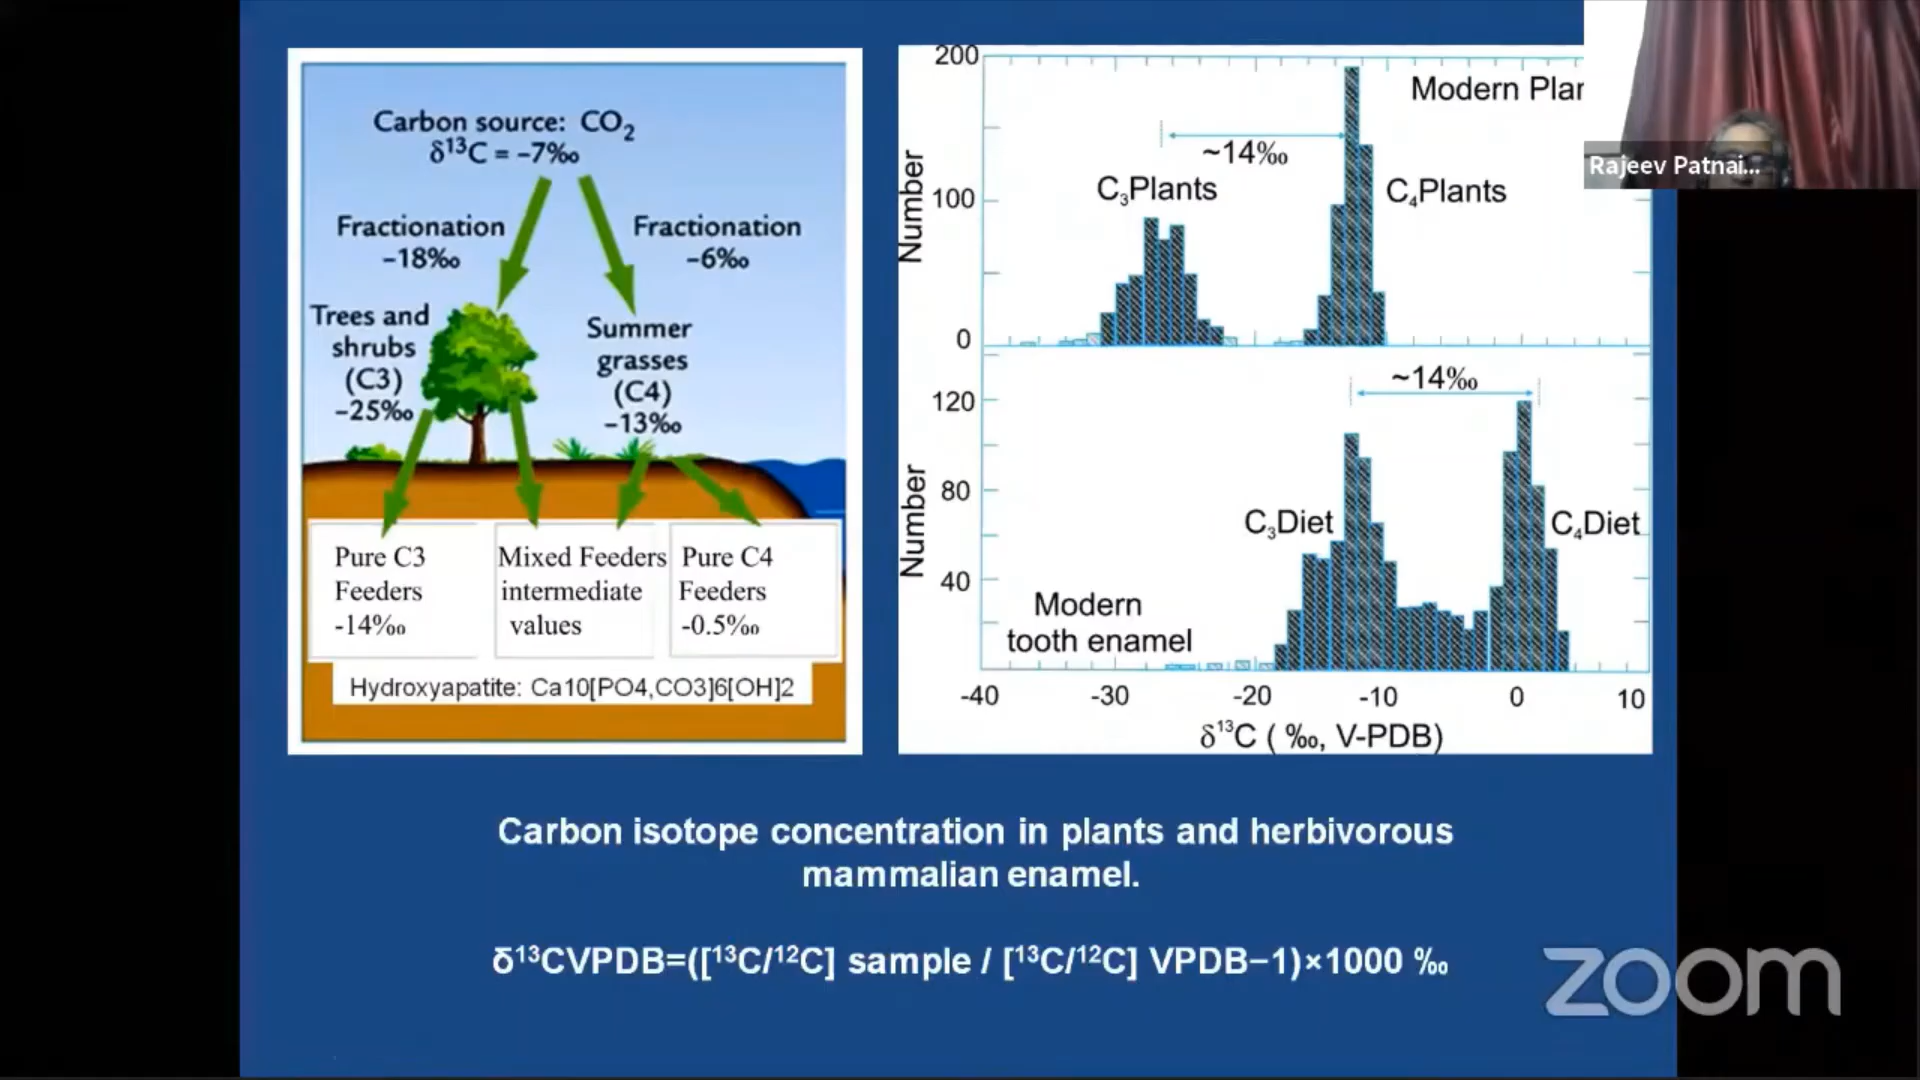 Carbon source: CO₂
δ¹³C = -7‰
Fractionation
-18‰
Fractionation
-6‰
Trees and
shrubs
(C3)
-25‰
Summer
grasses
(C4)
-13‰
Pure C3
Feeders
-14‰
Mixed Feeders
intermediate
values
Pure C4
Feeders
-0.5‰
Hydroxyapatite: Ca10[PO4,CO3]6[OH]2
200
100
0
Number
Modern Plan
~14‰
C₃Plants
C₄Plants
120
80
40
Number
~14‰
C₃Diet
C₄Diet
Modern
tooth enamel
-40 -30 -20 -10 0 10
δ¹³C ( ‰, V-PDB)
Rajeev Patnai...
Carbon isotope concentration in plants and herbivorous
mammalian enamel.
δ¹³CVPDB=([¹³C/¹²C] sample / [¹³C/¹²C] VPDB−1)×1000 ‰
zoom